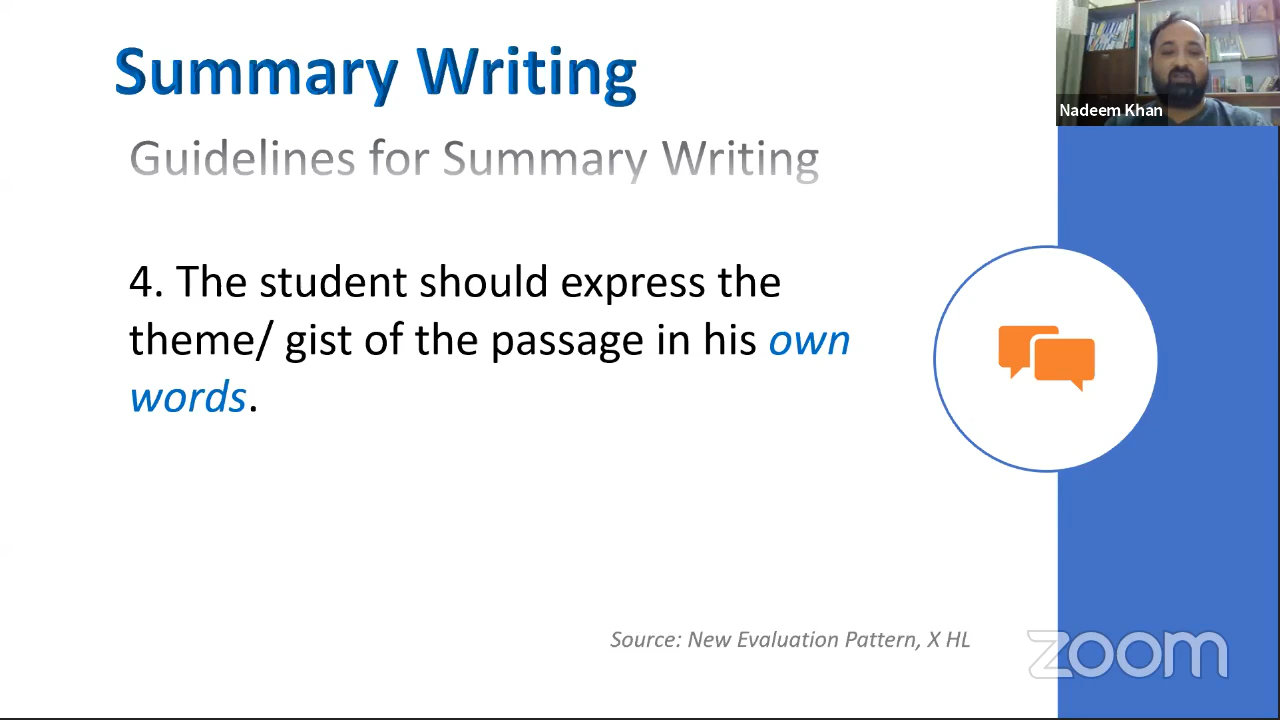 Summary Writing
Nadeem Khan
Guidelines for Summary Writing
4. The student should express the
theme/ gist of the passage in his own
words.
Source: New Evaluation Pattern, X HL
zoom